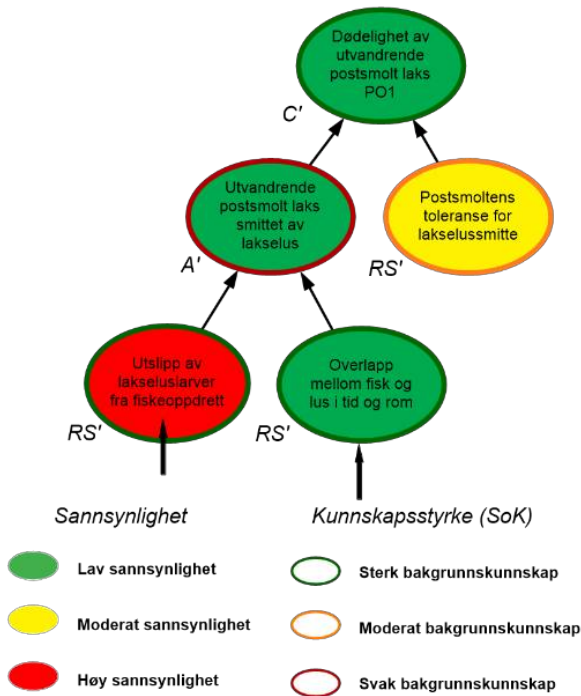 Dødelighet av
utvandrende
postsmolt laks
PO1
C'
Utvandrende
postsmolt laks
smittet av
lakselus
A'
Postsmoltens
toleranse for
lakselussmitte
RS'
Utslipp av
lakseluslarver
fra fiskeoppdrett
RS'
Overlapp
mellom fisk og
lus i tid og rom
RS'
Sannsynlighet
Kunnskapsstyrke (SoK)
Lav sannsynlighet
Sterk bakgrunnskunnskap
Moderat sannsynlighet
Moderat bakgrunnskunnskap
Høy sannsynlighet
Svak bakgrunnskunnskap